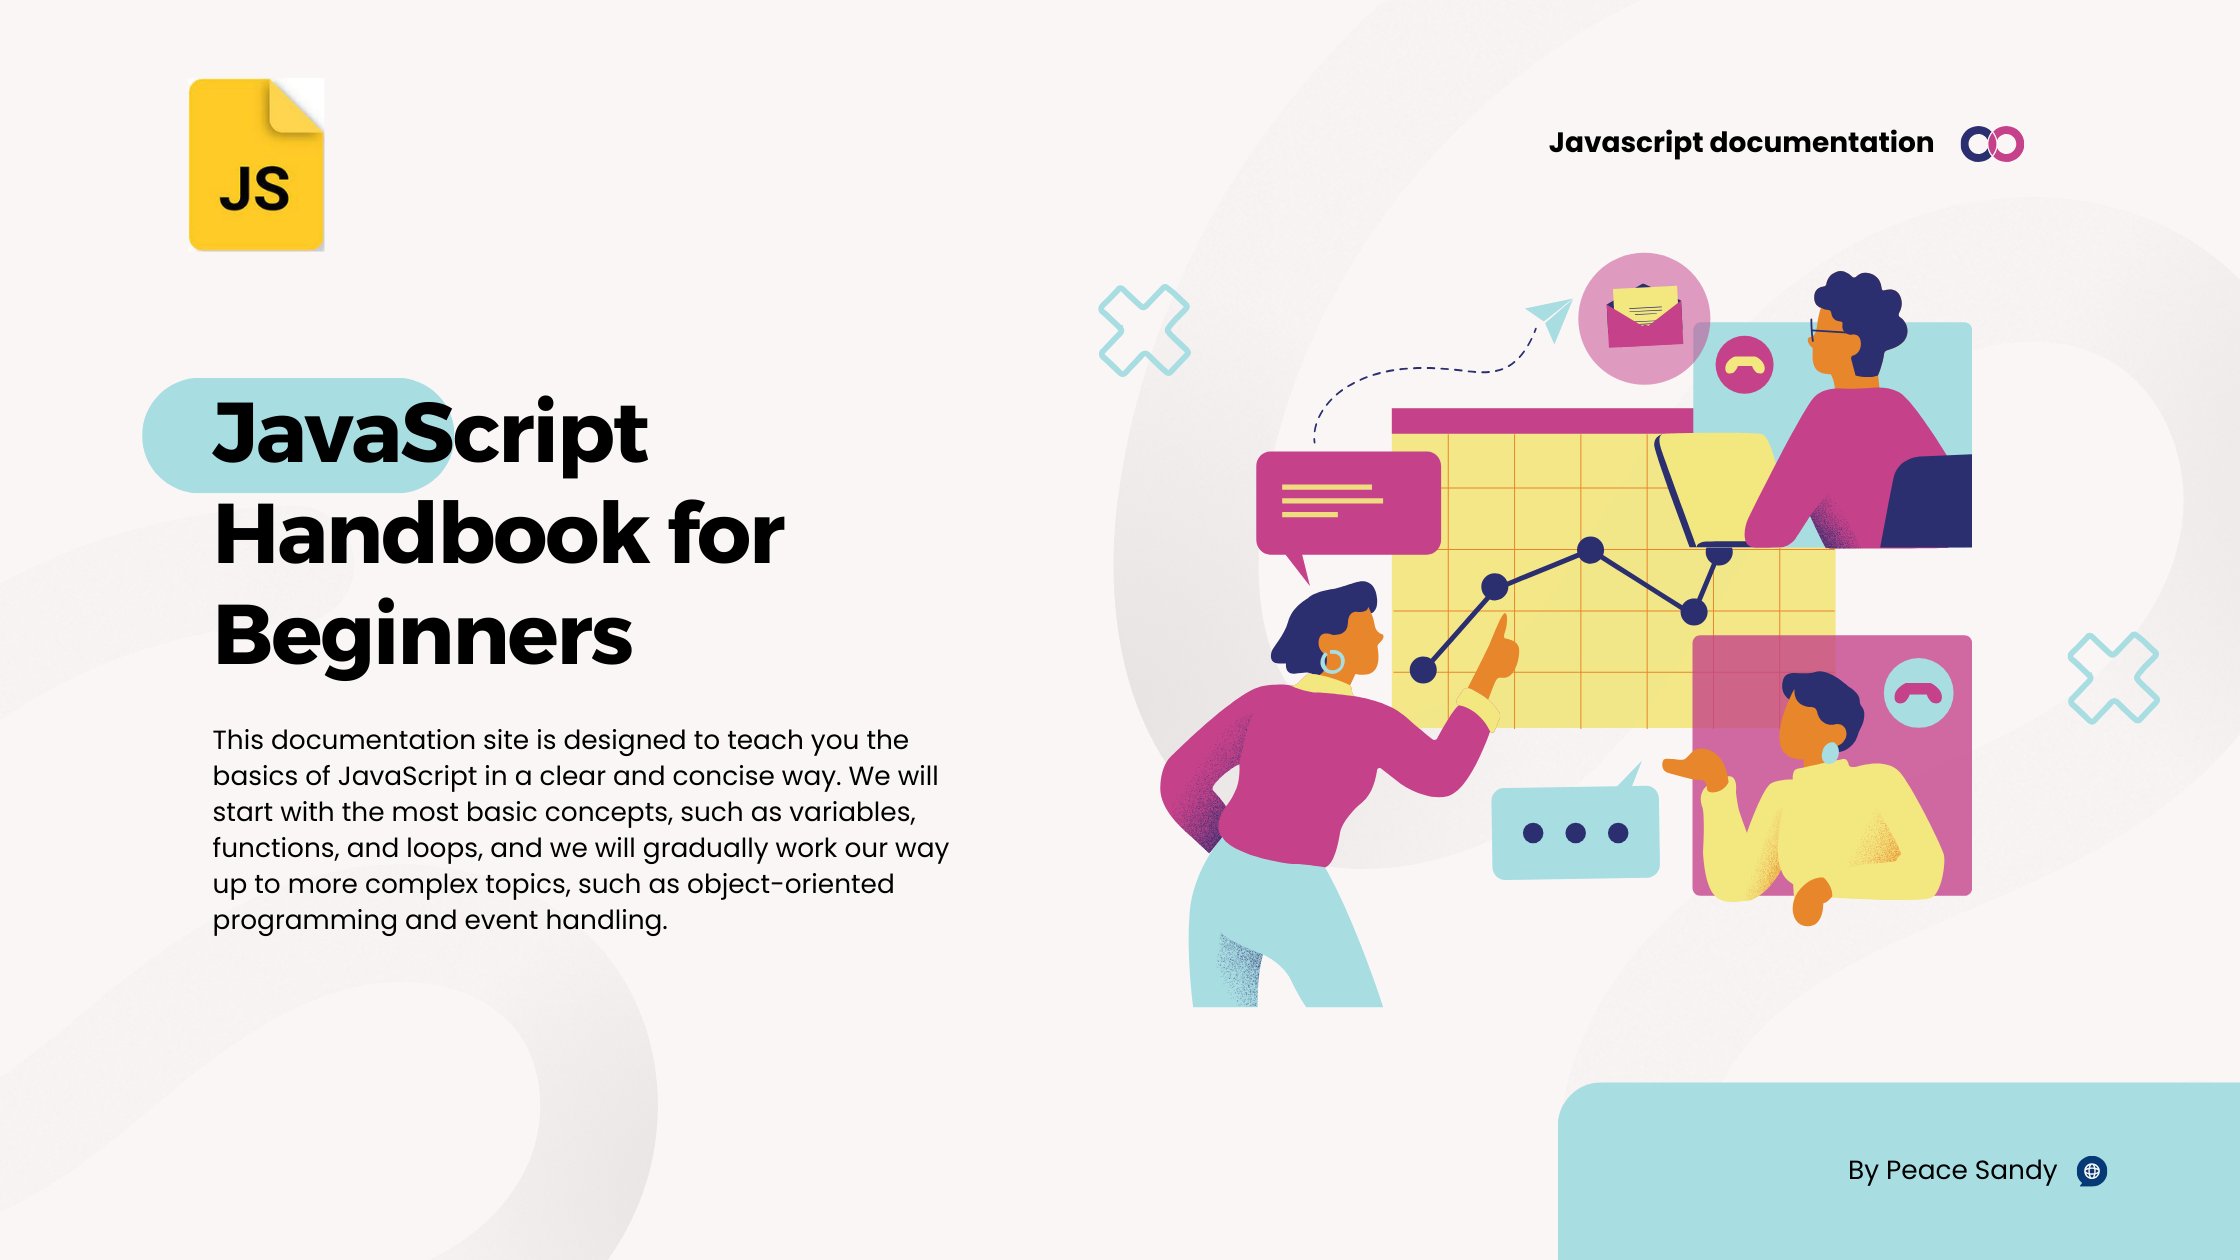 JS
Javascript documentation
JavaScript
Handbook for
Beginners
This documentation site is designed to teach you the
basics of JavaScript in a clear and concise way. We will
start with the most basic concepts, such as variables,
functions, and loops, and we will gradually work our way
up to more complex topics, such as object-oriented
programming and event handling.
By Peace Sandy